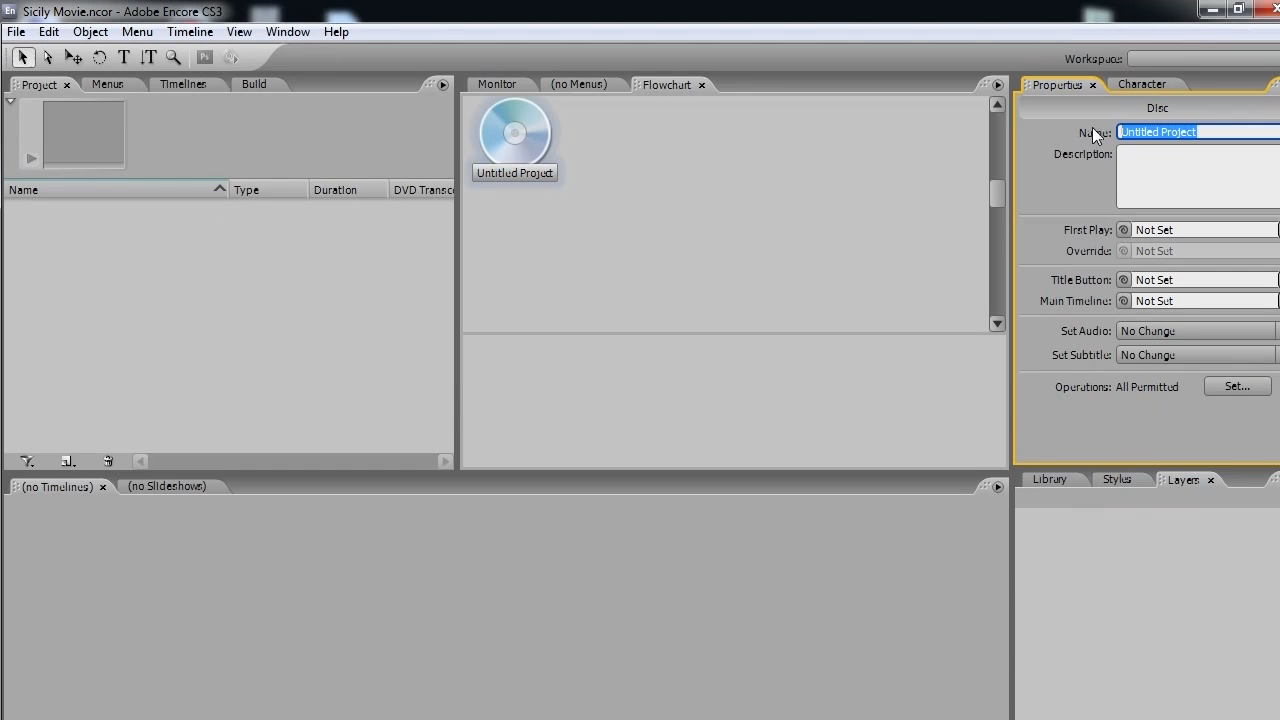 En Sicily Movie.ncor - Adobe Encore CS3
File Edit Object Menu Timeline View Window Help
T T Ps
Workspace:
Project Menus Timelines Build
Monitor (no Menus) Flowchart
Properties Character
Disc
Name: Untitled Project
Description:
Untitled Project
Name Type Duration DVD Transc
First Play: Not Set
Override: Not Set
Title Button: Not Set
Main Timeline: Not Set
Set Audio: No Change
Set Subtitle: No Change
Operations: All Permitted Set...
(no Timelines) (no Slideshows)
Library Styles Layers